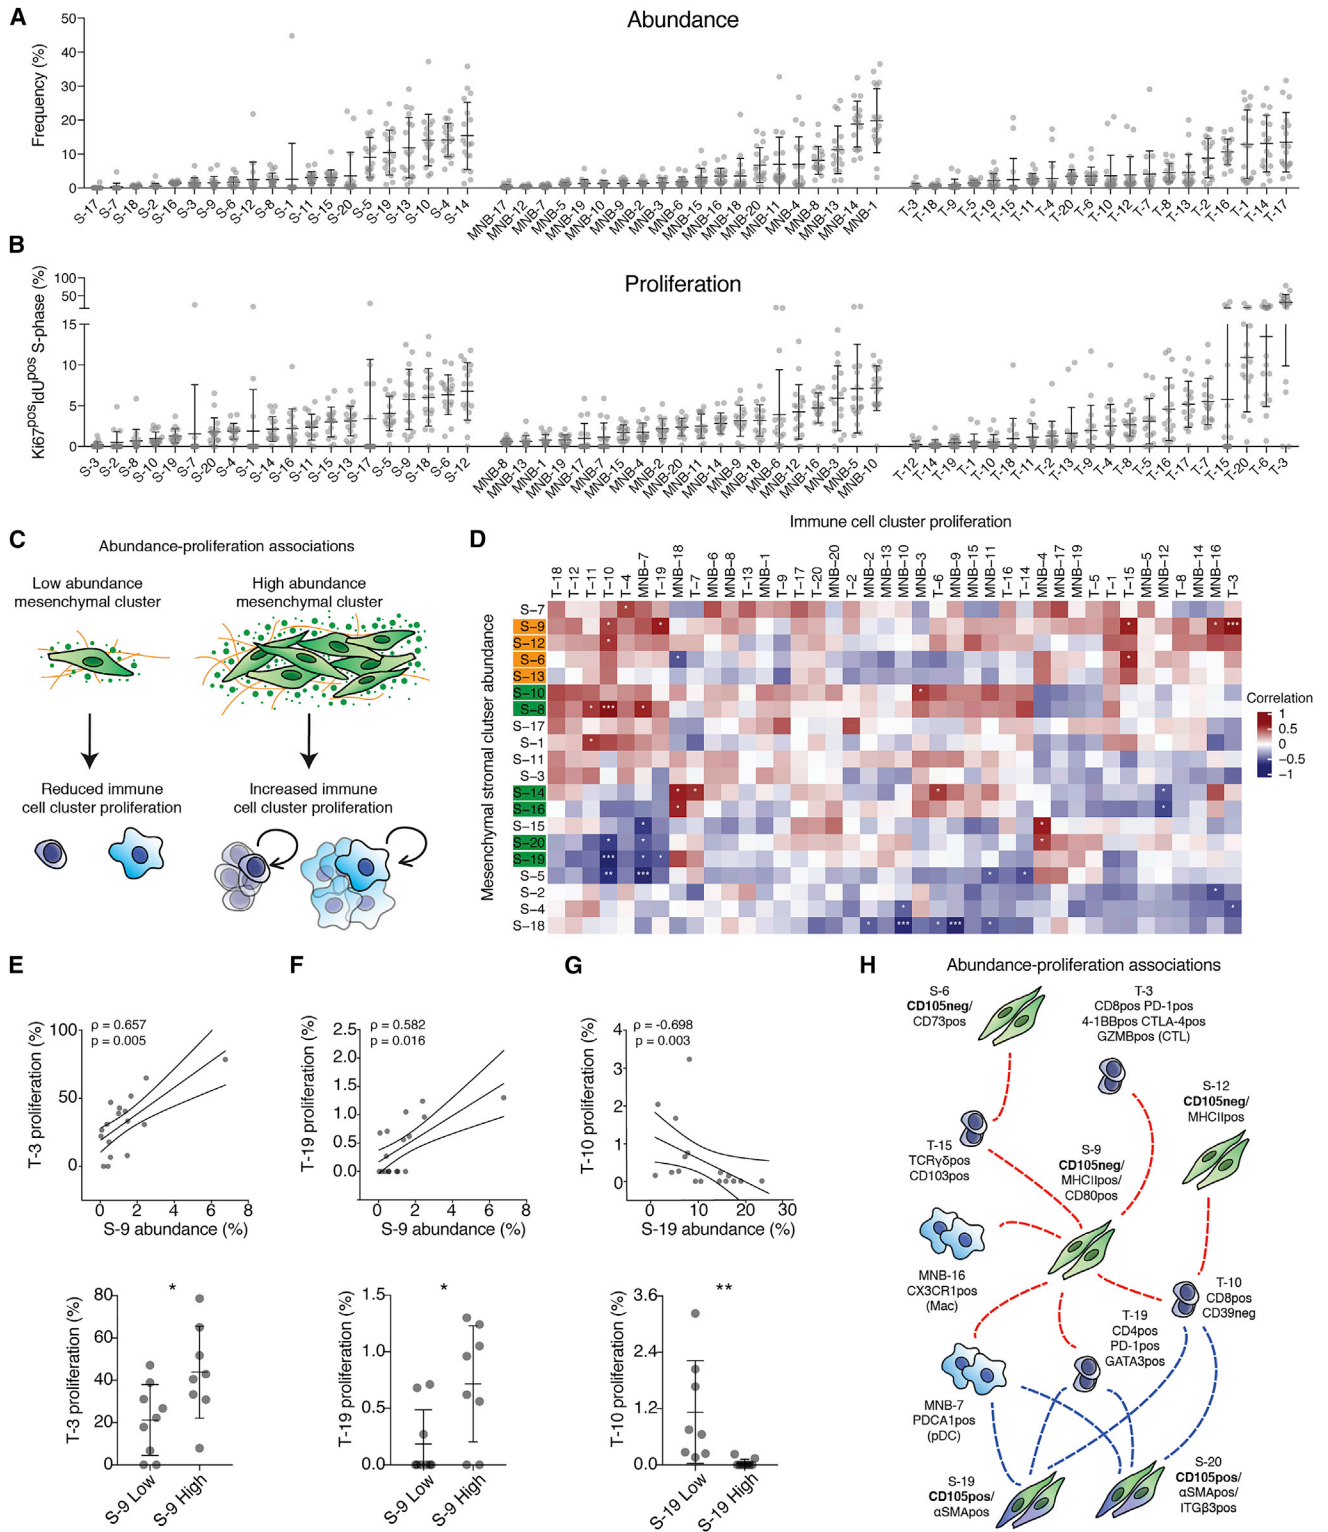 A
Abundance
Frequency (%)
50
40
30
20
10
0
S-17 S-7 S-18 S-2 S-16 S-3 S-9 S-6 S-12 S-8 S-1 S-11 S-15 S-20 S-5 S-19 S-13 S-10 S-4 S-14
MNB-17 MNB-12 MNB-7 MNB-5 MNB-19 MNB-10 MNB-9 MNB-2 MNB-3 MNB-6 MNB-15 MNB-16 MNB-18 MNB-20 MNB-11 MNB-4 MNB-8 MNB-13 MNB-14 MNB-1
T-3 T-18 T-9 T-5 T-19 T-15 T-11 T-2 T-4 T-20 T-6 T-10 T-12 T-7 T-8 T-13 T-2 T-16 T-1 T-14 T-17
B
Proliferation
Ki67posIdUpos S-phase (%)
100
50
15
10
5
0
S-3 S-2 S-8 S-10 S-19 S-7 S-20 S-4 S-1 S-14 S-16 S-11 S-15 S-13 S-17 S-5 S-9 S-18 S-6 S-12
MNB-8 MNB-13 MNB-1 MNB-19 MNB-17 MNB-7 MNB-15 MNB-4 MNB-2 MNB-20 MNB-11 MNB-14 MNB-9 MNB-18 MNB-6 MNB-12 MNB-16 MNB-3 MNB-5 MNB-10
T-12 T-14 T-19 T-1 T-10 T-18 T-11 T-2 T-13 T-9 T-4 T-8 T-5 T-16 T-17 T-7 T-15 T-20 T-6 T-3
C
Abundance-proliferation associations
Low abundance
mesenchymal cluster
High abundance
mesenchymal cluster
Reduced immune
cell cluster proliferation
Increased immune
cell cluster proliferation
D
Immune cell cluster proliferation
T-18 T-12 T-11 T-10 T-4 MNB-7 T-19 MNB-18 T-7 MNB-6 MNB-8 T-13 MNB-1 T-9 T-17 T-20 MNB-20 T-2 MNB-2 MNB-13 MNB-10 MNB-3 T-6 MNB-9 MNB-15 MNB-11 T-16 T-14 MNB-4 MNB-17 MNB-19 T-5 T-1 T-15 MNB-5 MNB-12 T-8 MNB-14 MNB-16 T-3
Mesenchymal stromal clutser abundance
S-7
S-9
S-12
S-6
S-13
S-10
S-8
S-17
S-1
S-11
S-3
S-14
S-16
S-15
S-20
S-19
S-5
S-2
S-4
S-18
Correlation
1
0.5
0
−0.5
−1
E
ρ = 0.657
p = 0.005
T-3 proliferation (%)
100
50
0
0 2 4 6 8
S-9 abundance (%)
*
T-3 proliferation (%)
80
60
40
20
0
S-9 Low
S-9 High
F
ρ = 0.582
p = 0.016
T-19 proliferation (%)
2.5
2.0
1.5
1.0
0.5
0.0
0 2 4 6 8
S-9 abundance (%)
*
T-19 proliferation (%)
1.5
1.0
0.5
0.0
S-9 Low
S-9 High
G
ρ = -0.698
p = 0.003
T-10 proliferation (%)
4
3
2
1
0
0 10 20 30
S-19 abundance (%)
**
T-10 proliferation (%)
3.6
2.4
1.2
0.0
S-19 Low
S-19 High
H
Abundance-proliferation associations
S-6
CD105neg/
CD73pos
T-3
CD8pos PD-1pos
4-1BBpos CTLA-4pos
GZMBpos (CTL)
S-12
CD105neg/
MHCIIpos
T-15
TCRγδpos
CD103pos
S-9
CD105neg/
MHCIIpos/
CD80pos
MNB-16
CX3CR1pos
(Mac)
T-10
CD8pos
CD39neg
T-19
CD4pos
PD-1pos
GATA3pos
MNB-7
PDCA1pos
(pDC)
S-19
CD105pos/
αSMApos
S-20
CD105pos/
αSMApos/
ITGβ3pos